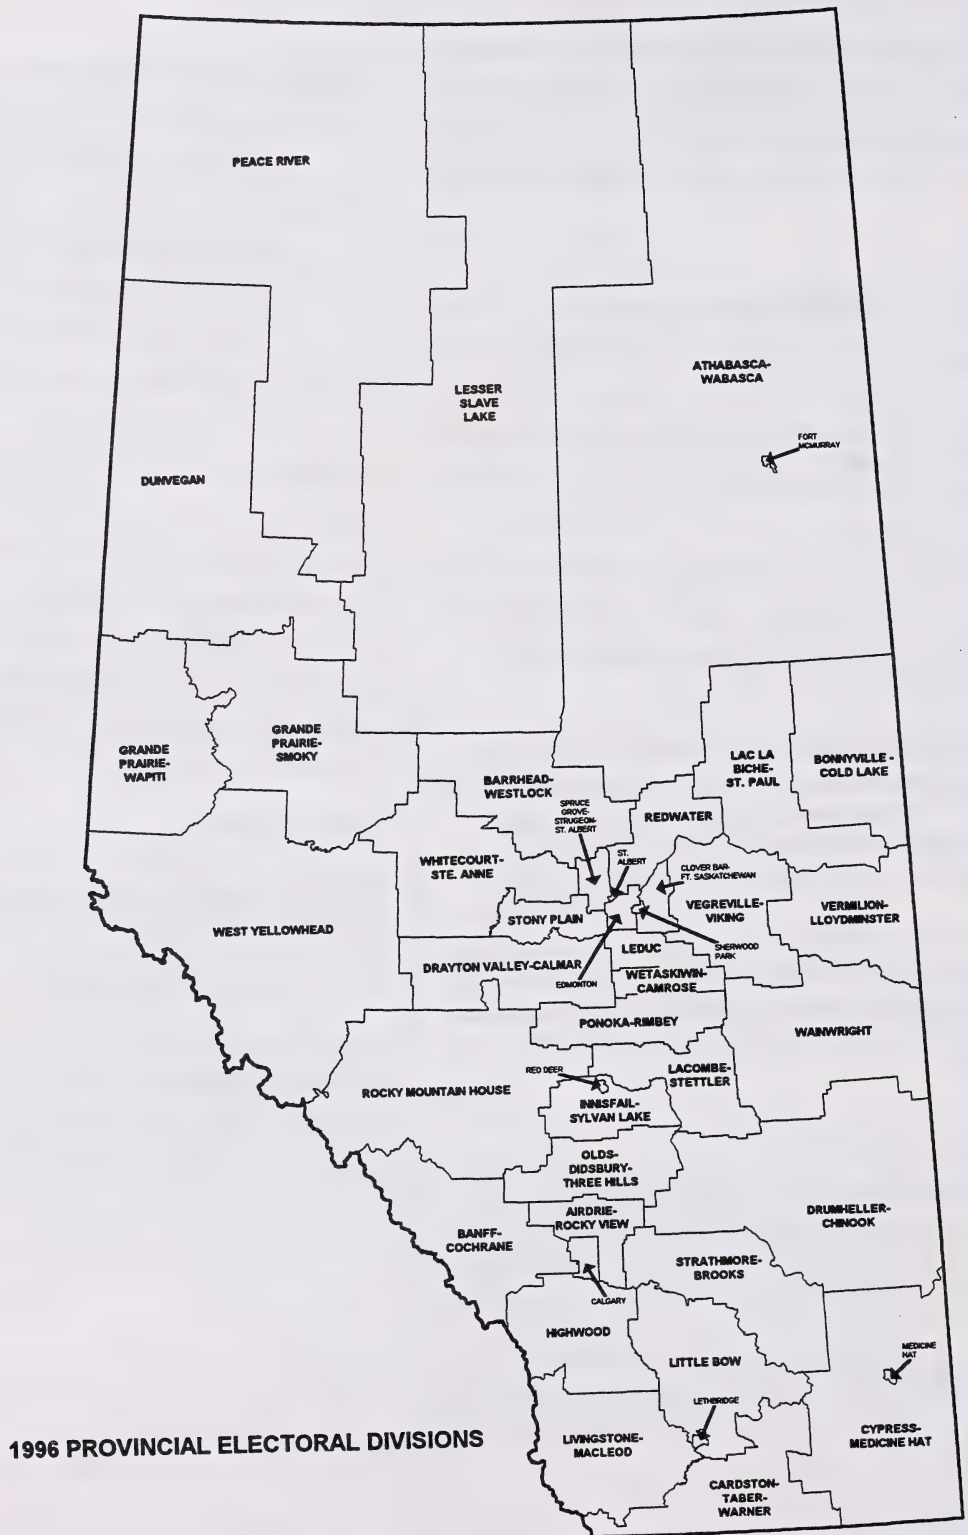 PEACE RIVER
ATHABASCA-
WABASCA
LESSER
SLAVE
LAKE
FORT
MCMURRAY
DUNVEGAN
GRANDE
PRAIRIE-
SMOKY
GRANDE
PRAIRIE-
WAPITI
LAC LA
BICHE-
ST. PAUL
BONNYVILLE -
COLD LAKE
BARRHEAD-
WESTLOCK
SPRUCE
GROVE-
STRUGEON-
ST. ALBERT
REDWATER
ST.
ALBERT
WHITECOURT-
STE. ANNE
CLOVER BAR-
FT. SASKATCHEWAN
VEGREVILLE-
VIKING
VERMILION-
LLOYDMINSTER
STONY PLAIN
WEST YELLOWHEAD
LEDUC
SHERWOOD
PARK
DRAYTON VALLEY-CALMAR
EDMONTON
WETASKIWIN-
CAMROSE
PONOKA-RIMBEY
WAINWRIGHT
RED DEER
LACOMBE-
STETTLER
ROCKY MOUNTAIN HOUSE
INNISFAIL-
SYLVAN LAKE
OLDS-
DIDSBURY-
THREE HILLS
DRUMHELLER-
CHINOOK
AIRDRIE-
ROCKY VIEW
BANFF-
COCHRANE
STRATHMORE-
BROOKS
CALGARY
HIGHWOOD
MEDICINE
HAT
LITTLE BOW
LETHBRIDGE
CYPRESS-
MEDICINE HAT
LIVINGSTONE-
MACLEOD
1996 PROVINCIAL ELECTORAL DIVISIONS
CARDSTON-
TABER-
WARNER